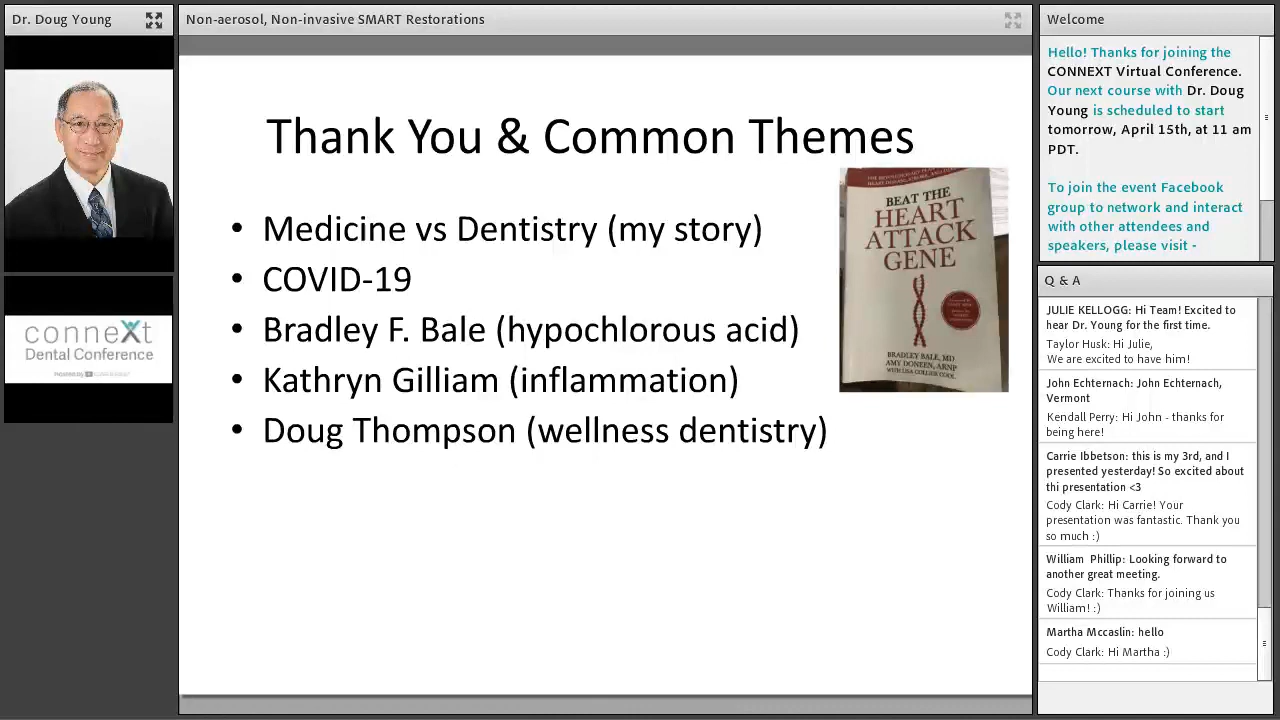 Dr. Doug Young
Non-aerosol, Non-invasive SMART Restorations
Thank You & Common Themes
• Medicine vs Dentistry (my story)
• COVID-19
• Bradley F. Bale (hypochlorous acid)
• Kathryn Gilliam (inflammation)
• Doug Thompson (wellness dentistry)
BEAT THE
HEART
ATTACK
GENE
BRADLEY BALE, MD
AMY DONEEN, ARNP
WITH LISA COLLIER COOL
conneXt
Dental Conference
Welcome
Hello! Thanks for joining the
CONNEXT Virtual Conference.
Our next course with Dr. Doug
Young is scheduled to start
tomorrow, April 15th, at 11 am
PDT.
To join the event Facebook
group to network and interact
with other attendees and
speakers, please visit -
Q & A
JULIE KELLOGG: Hi Team! Excited to
hear Dr. Young for the first time.
Taylor Husk: Hi Julie,
We are excited to have him!
John Echternach: John Echternach,
Vermont
Kendall Perry: Hi John - thanks for
being here!
Carrie Ibbetson: this is my 3rd, and I
presented yesterday! So excited about
thi presentation <3
Cody Clark: Hi Carrie! Your
presentation was fantastic. Thank you
so much :)
William Phillip: Looking forward to
another great meeting.
Cody Clark: Thanks for joining us
William! :)
Martha Mccaslin: hello
Cody Clark: Hi Martha :)